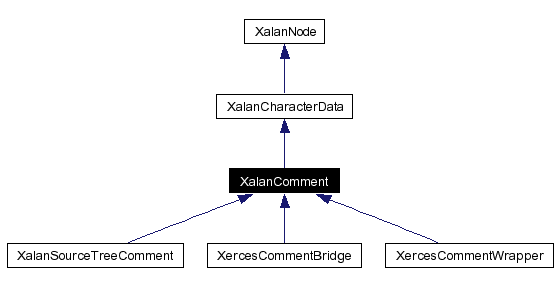 XalanNode
XalanCharacterData
XalanComment
XalanSourceTreeComment
XercesCommentBridge
XercesCommentWrapper